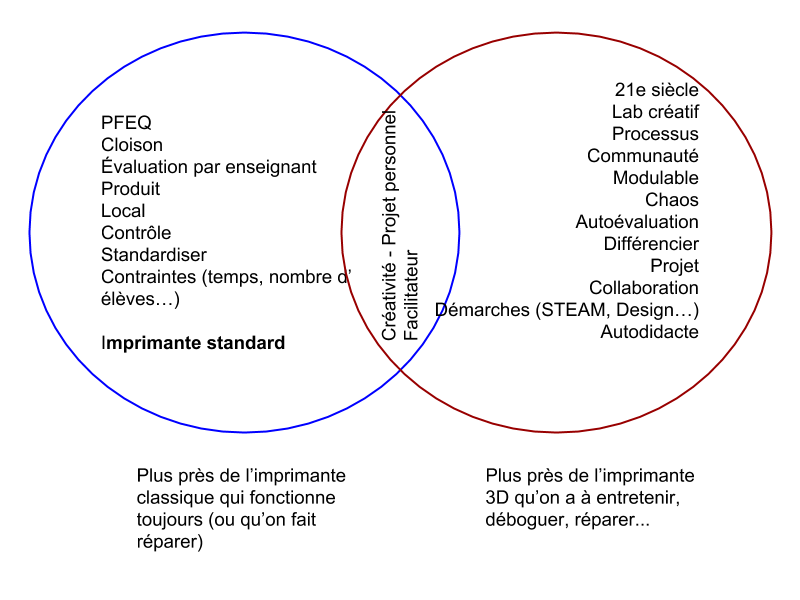 PFEQ
Cloison
Évaluation par enseignant
Produit
Local
Contrôle
Standardiser
Contraintes (temps, nombre d’
élèves…)
Imprimante standard
Créativité - Projet personnel
Facilitateur
21e siècle
Lab créatif
Processus
Communauté
Modulable
Chaos
Autoévaluation
Différencier
Projet
Collaboration
Démarches (STEAM, Design…)
Autodidacte
Plus près de l’imprimante
classique qui fonctionne
toujours (ou qu’on fait
réparer)
Plus près de l’imprimante
3D qu’on a à entretenir,
déboguer, réparer...